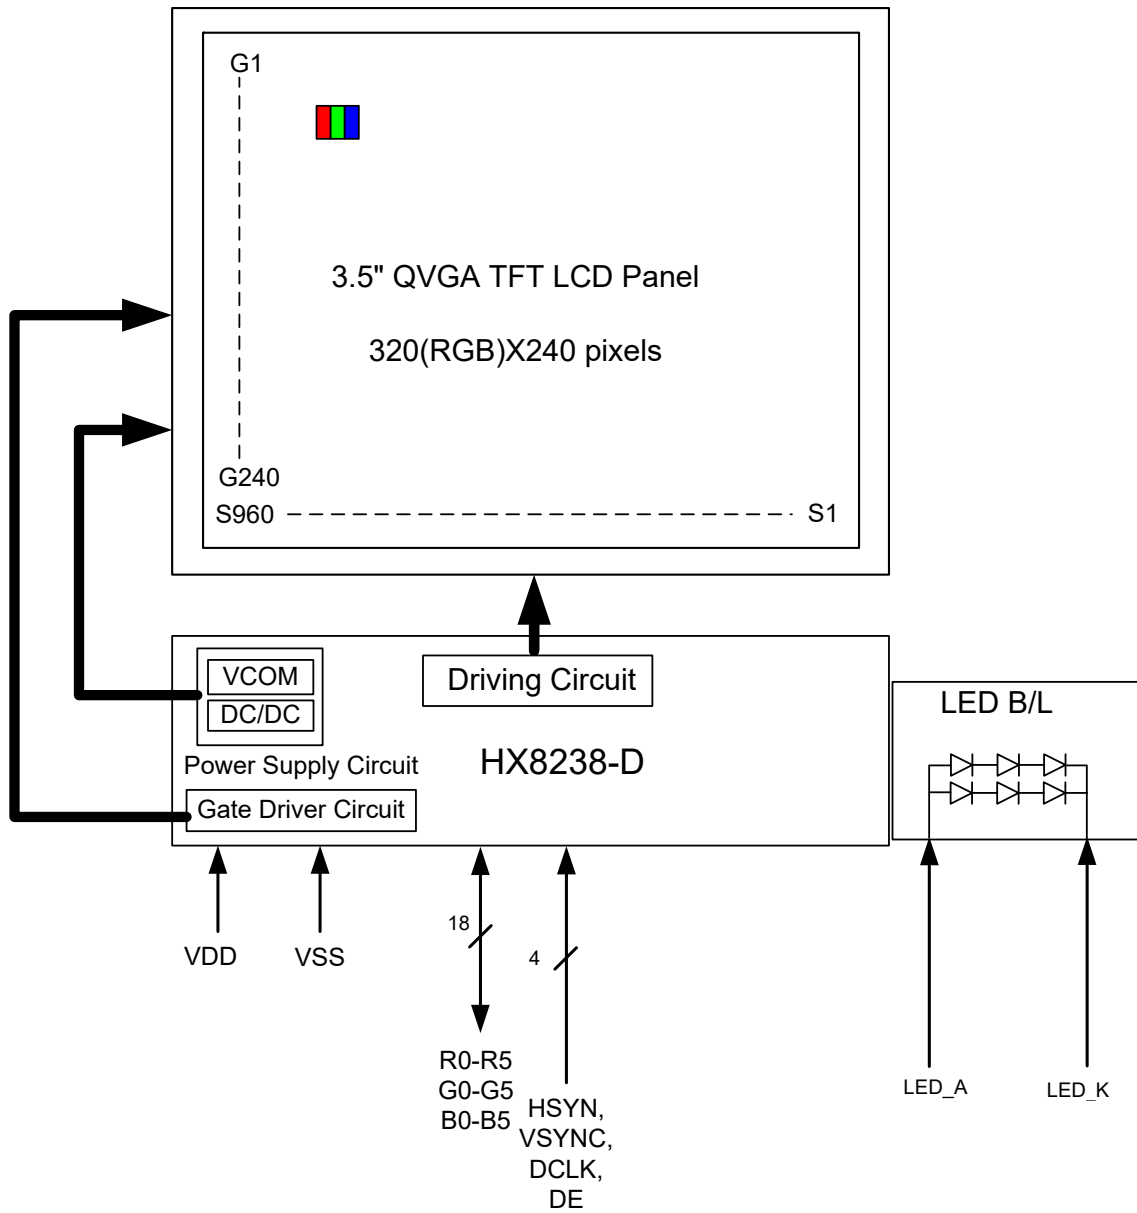 G1
3.5" QVGA TFT LCD Panel
320(RGB)X240 pixels
G240
S960
S1
VCOM
DC/DC
Power Supply Circuit
Gate Driver Circuit
Driving Circuit
HX8238-D
LED B/L
VDD
VSS
18
4
R0-R5
G0-G5
B0-B5
HSYN,
VSYNC,
DCLK,
DE
LED_A
LED_K